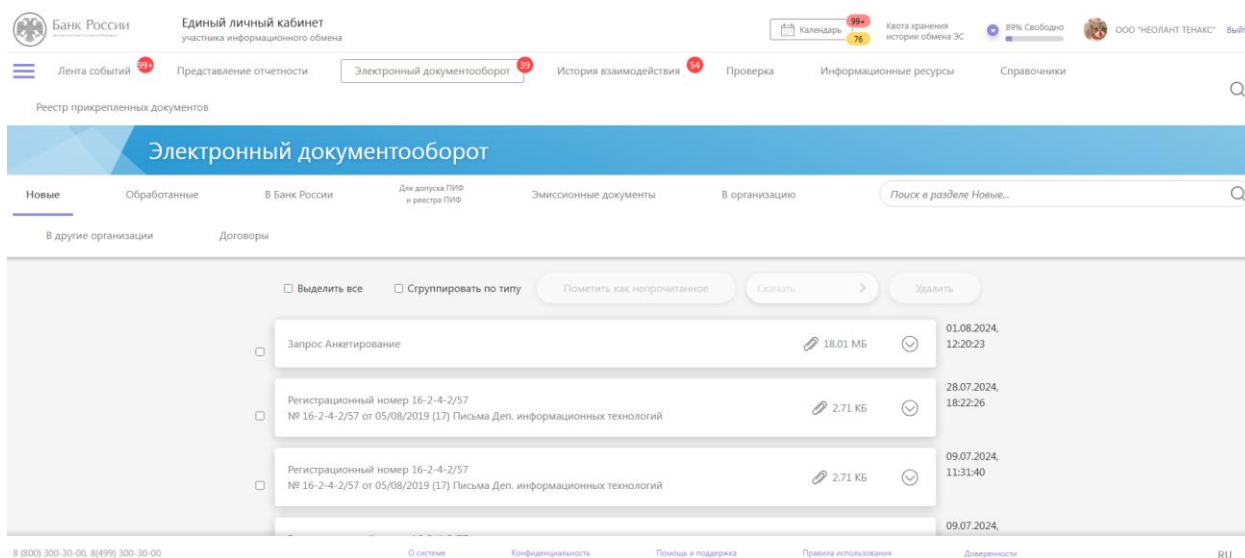 Банк России
Единый личный кабинет
участника информационного обмена
Календарь
99+
76
Квота хранения
истории обмена ЭС
89% Свободно
ООО "НЕОЛАНТ ТЕНАКС"
Лента событий 99+
Представление отчетности
Электронный документооборот 39
История взаимодействия 54
Проверка
Информационные ресурсы
Справочники
Реестр прикрепленных документов
Электронный документооборот
Новые
Обработанные
В Банк России
Для допуска ПИФ
и реестра ПИФ
Эмиссионные документы
В организацию
Поиск в разделе Новые...
В другие организации
Договоры
Выделить все
Сгруппировать по типу
Пометить как непрочитанное
Скачать
Удалить
Запрос Анкетирование
18.01 МБ
01.08.2024,
12:20:23
Регистрационный номер 16-2-4-2/57
№ 16-2-4-2/57 от 05/08/2019 (17) Письма Деп. информационных технологий
2.71 КБ
28.07.2024,
18:22:26
Регистрационный номер 16-2-4-2/57
№ 16-2-4-2/57 от 05/08/2019 (17) Письма Деп. информационных технологий
2.71 КБ
09.07.2024,
11:31:40
09.07.2024,
8 (800) 300-30-00, 8(499) 300-30-00
О системе
Конфиденциальность
Помощь и поддержка
Правила использования
Доверенности
RU